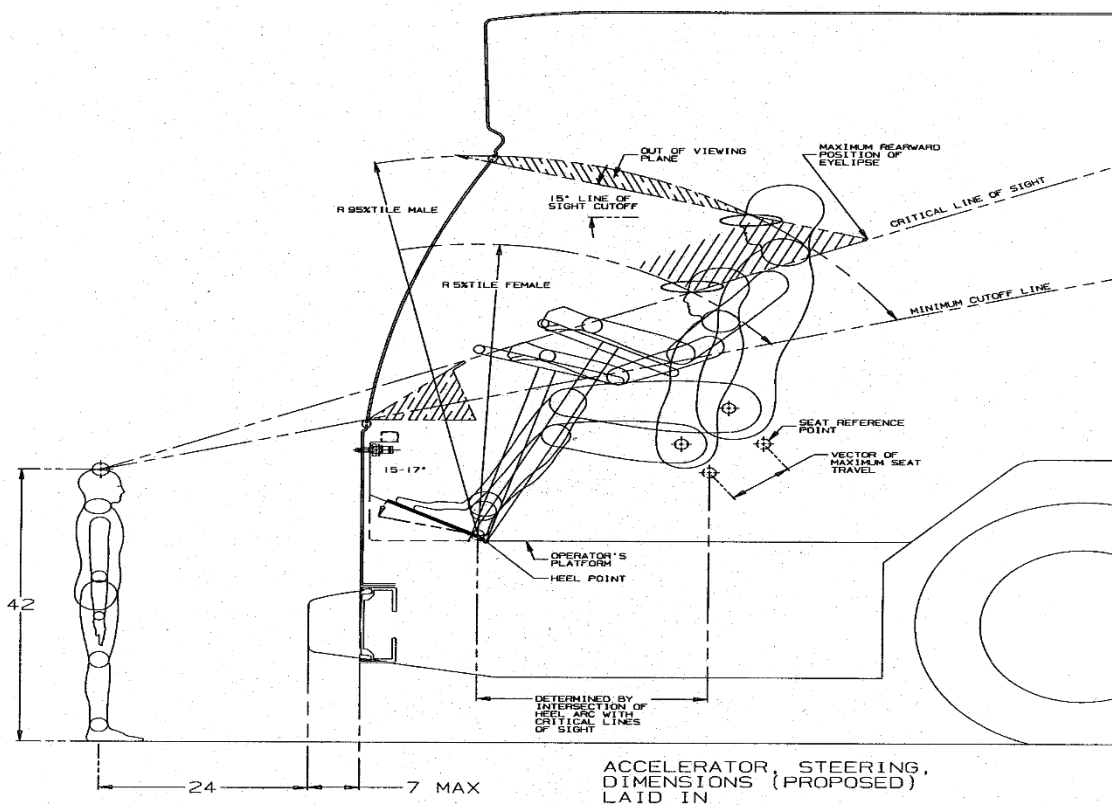 OUT OF VIEWING
PLANE
MAXIMUM REARWARD
POSITION OF
EYELIPSE
15° LINE OF
SIGHT CUTOFF
R 95%TILE MALE
CRITICAL LINE OF SIGHT
R 5%TILE FEMALE
MINIMUM CUTOFF LINE
SEAT REFERENCE
POINT
15-17°
VECTOR OF
MAXIMUM SEAT
TRAVEL
OPERATOR'S
PLATFORM
HEEL POINT
42
DETERMINED BY
INTERSECTION OF
HEEL ARC WITH
CRITICAL LINES
OF SIGHT
24
7 MAX
ACCELERATOR, STEERING,
DIMENSIONS (PROPOSED)
LAID IN